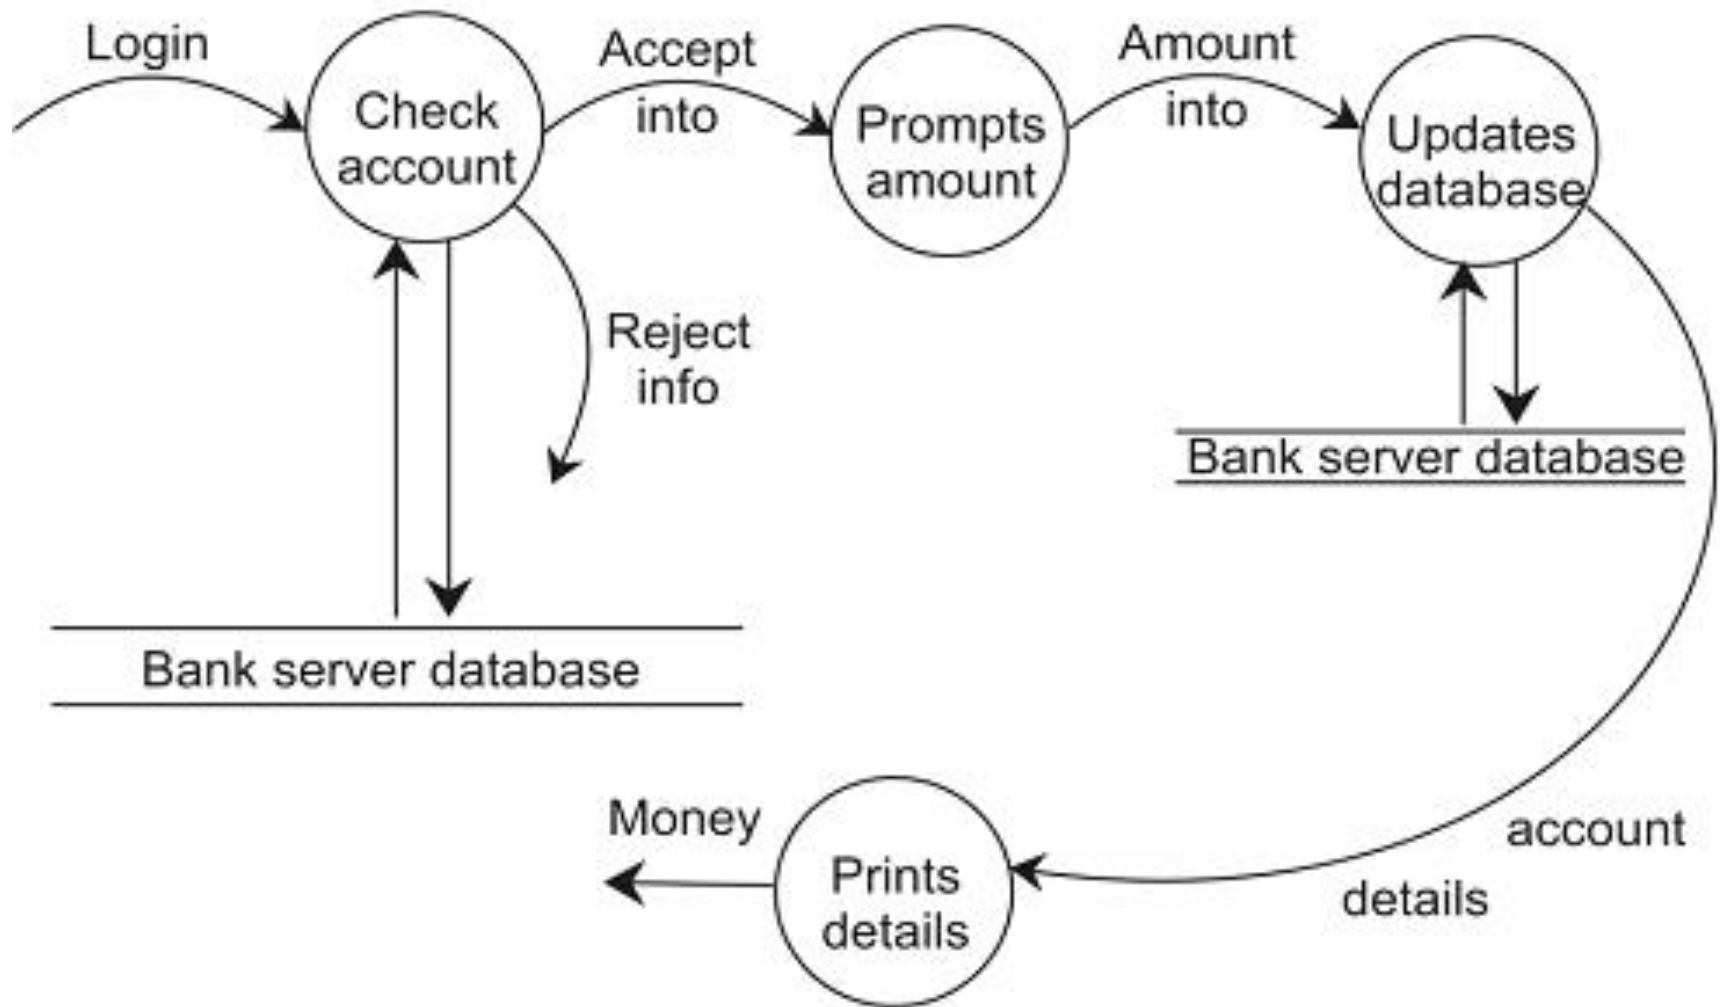 Login
Accept
into
Amount
into
Check
account
Prompts
amount
Updates
database
Reject
info
Bank server database
Bank server database
Money
Prints
details
account
details